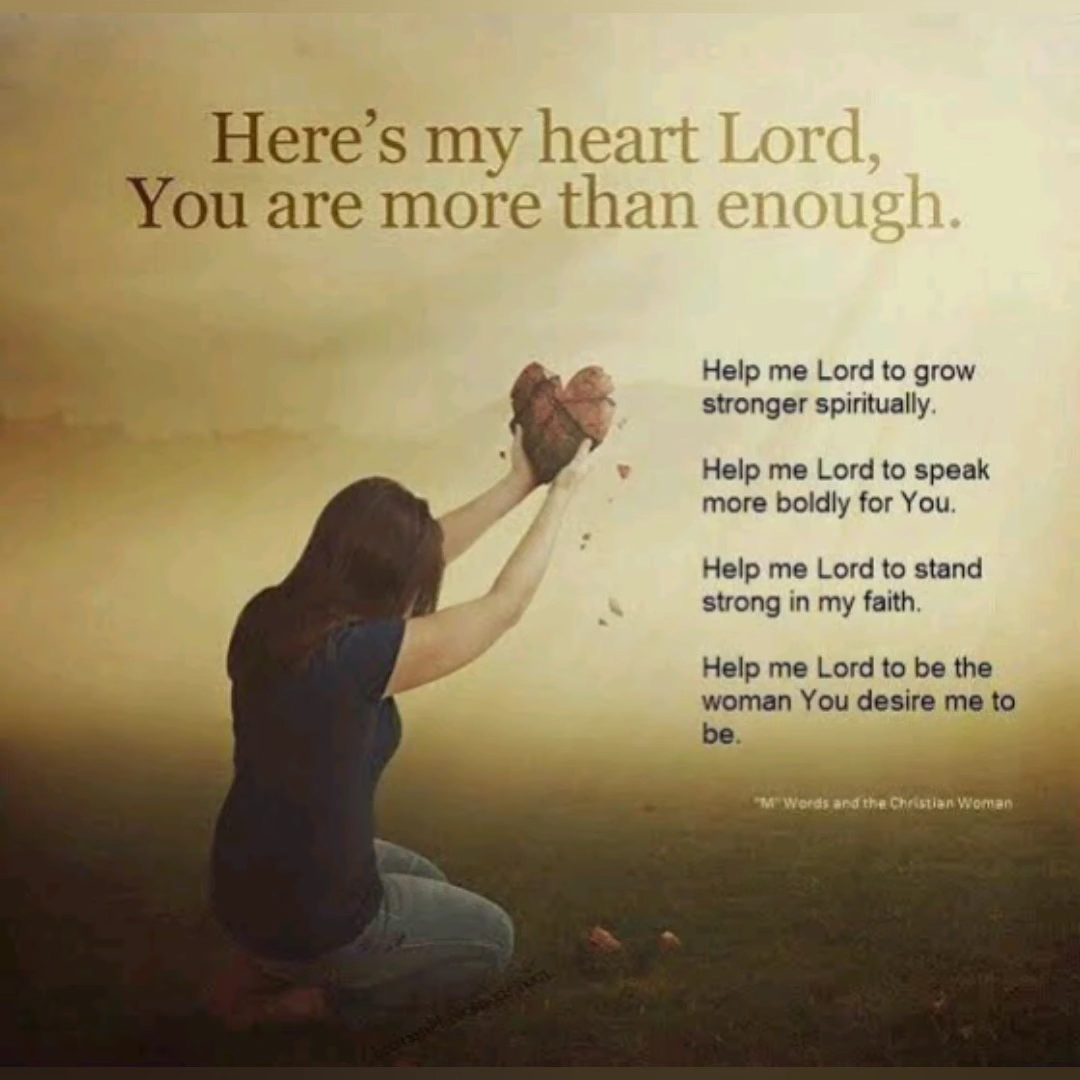 Here’s my heart Lord,
You are more than enough.
Help me Lord to grow
stronger spiritually.
Help me Lord to speak
more boldly for You.
Help me Lord to stand
strong in my faith.
Help me Lord to be the
woman You desire me to
be.
"M" Words and the Christian Woman